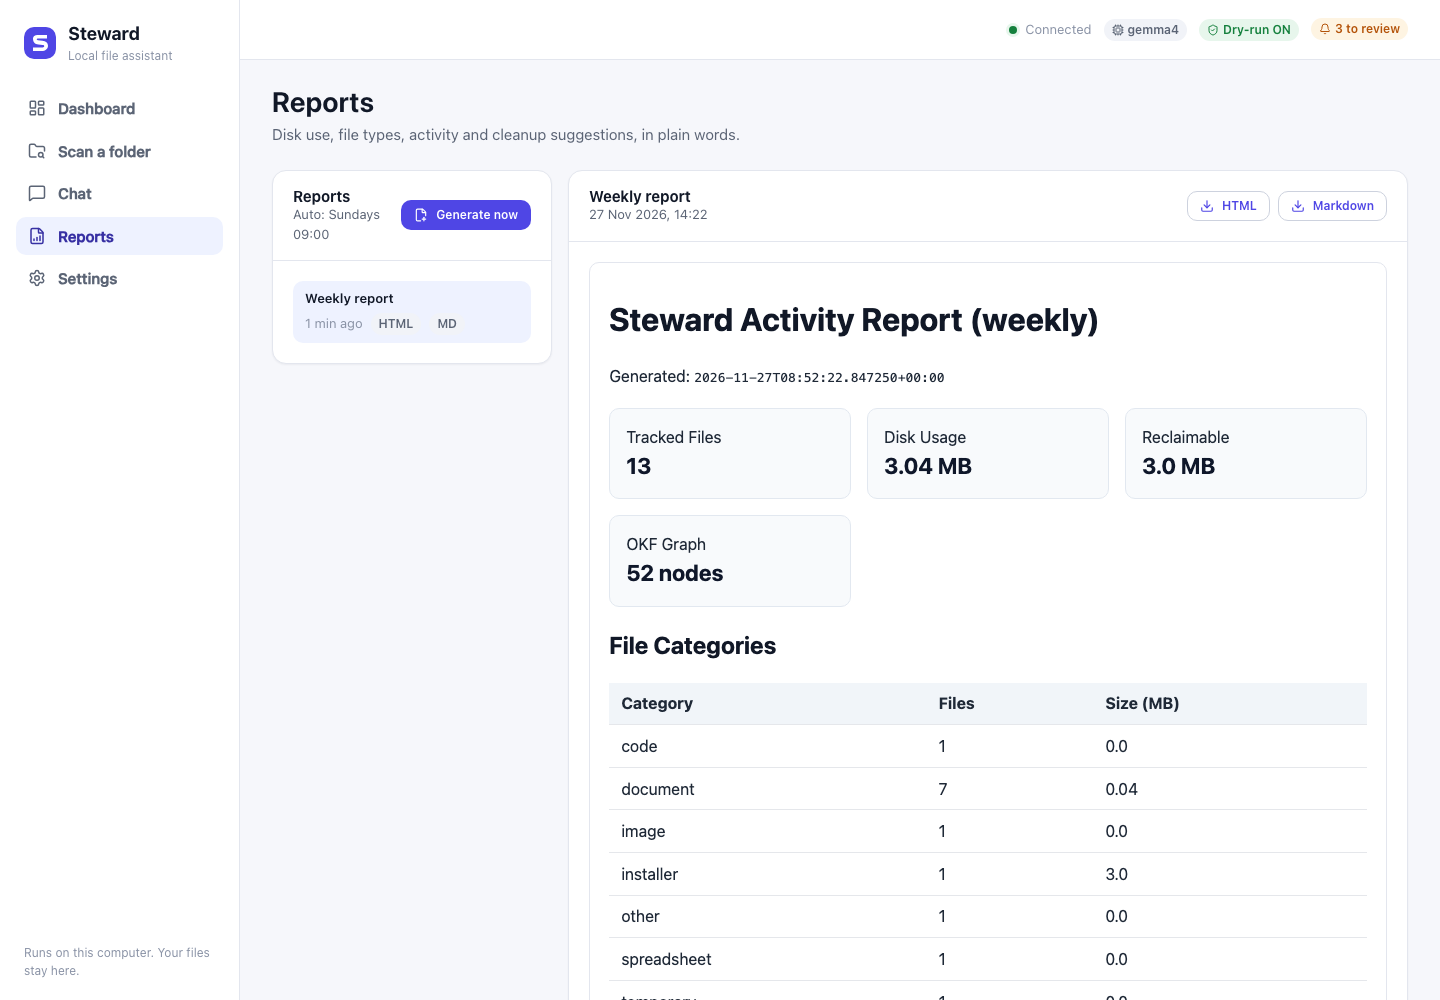 Steward
Local file assistant
Dashboard
Scan a folder
Chat
Reports
Settings
Runs on this computer. Your files
stay here.
Connected
gemma4
Dry-run ON
3 to review
Reports
Disk use, file types, activity and cleanup suggestions, in plain words.
Reports
Auto: Sundays
09:00
Generate now
Weekly report
1 min ago HTML MD
Weekly report
27 Nov 2026, 14:22
HTML
Markdown
Steward Activity Report (weekly)
Generated: 2026-11-27T08:52:22.847250+00:00
Tracked Files
13
Disk Usage
3.04 MB
Reclaimable
3.0 MB
OKF Graph
52 nodes
File Categories
Category Files Size (MB)
code 1 0.0
document 7 0.04
image 1 0.0
installer 1 3.0
other 1 0.0
spreadsheet 1 0.0
temporary 1 0.0